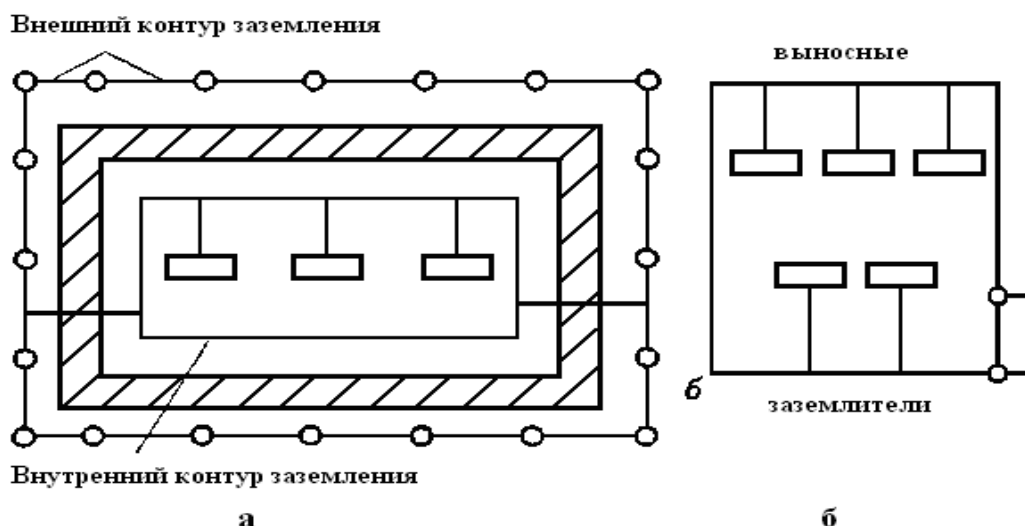 Внешний контур заземления
выносные
б
заземлители
Внутренний контур заземления
а
б